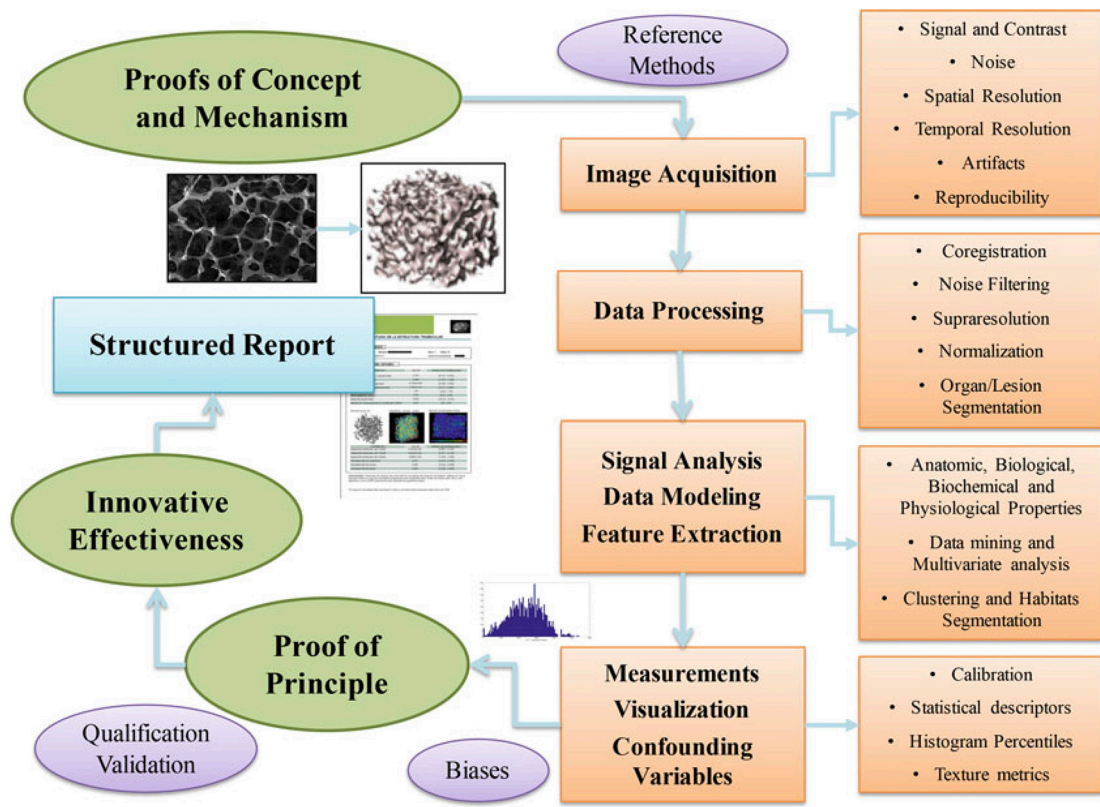 Proofs of Concept
and Mechanism
Reference
Methods
Image Acquisition
• Signal and Contrast
• Noise
• Spatial Resolution
• Temporal Resolution
• Artifacts
• Reproducibility
Data Processing
• Coregistration
• Noise Filtering
• Supraresolution
• Normalization
• Organ/Lesion
Segmentation
Signal Analysis
Data Modeling
Feature Extraction
• Anatomic, Biological,
Biochemical and
Physiological Properties
• Data mining and
Multivariate analysis
• Clustering and Habitats
Segmentation
Measurements
Visualization
Confounding
Variables
• Calibration
• Statistical descriptors
• Histogram Percentiles
• Texture metrics
Biases
Proof of
Principle
Qualification
Validation
Innovative
Effectiveness
Structured Report